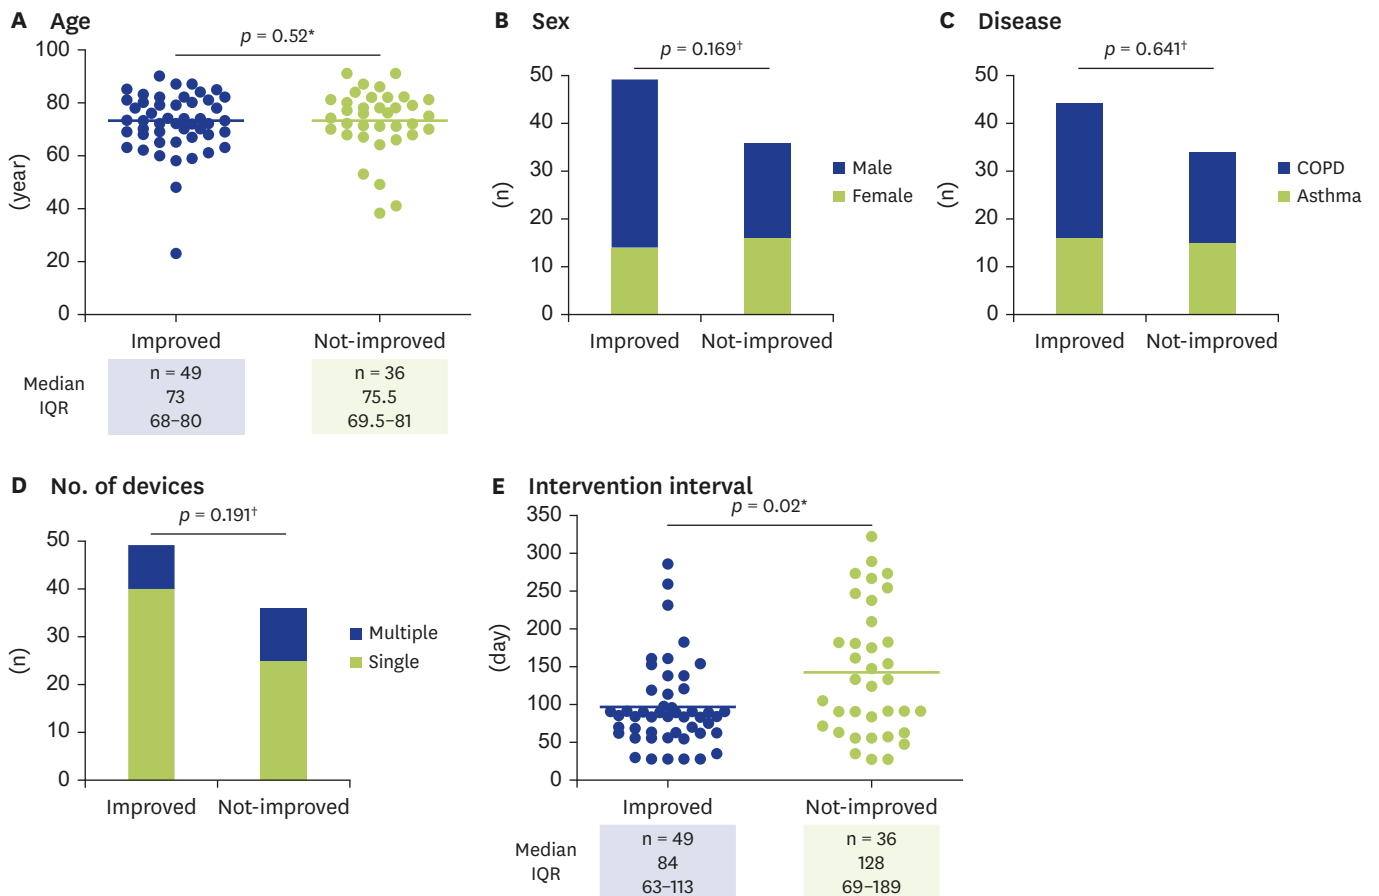 A Age
p = 0.52*
100
80
60
40
20
0
(year)
Improved
Not-improved
Median
IQR
n = 49
73
68–80
n = 36
75.5
69.5–81
B Sex
p = 0.169†
50
40
30
20
10
0
(n)
Improved
Not-improved
Male
Female
C Disease
p = 0.641†
50
40
30
20
10
0
(n)
Improved
Not-improved
COPD
Asthma
D No. of devices
p = 0.191†
50
40
30
20
10
0
(n)
Improved
Not-improved
Multiple
Single
E Intervention interval
p = 0.02*
350
300
250
200
150
100
50
0
(day)
Improved
Not-improved
Median
IQR
n = 49
84
63–113
n = 36
128
69–189